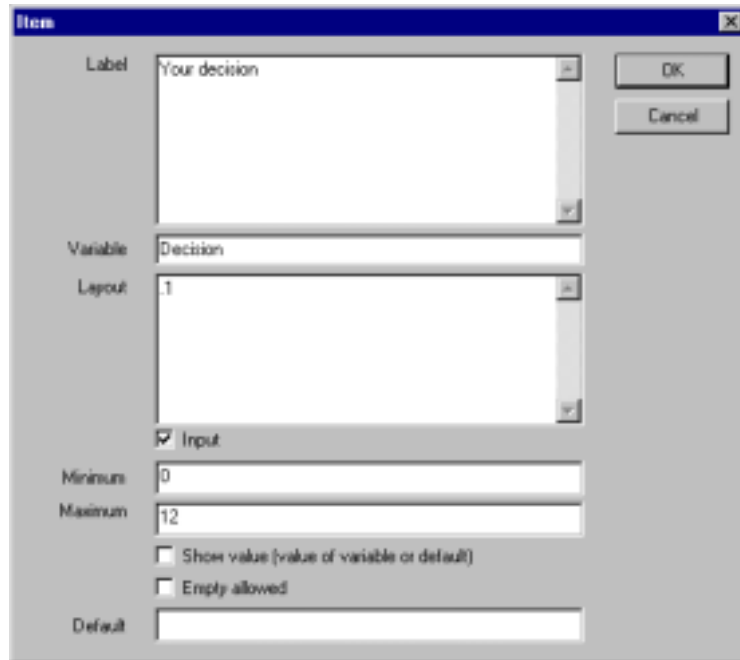 Item
Label
Your decision
OK
Cancel
Variable
Decision
Layout
.1
Input
Minimum
0
Maximum
12
Show value (value of variable or default)
Empty allowed
Default